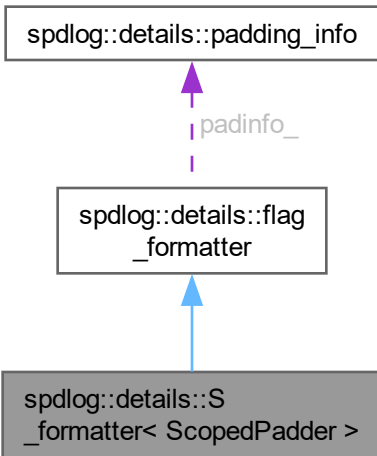 spdlog::details::padding_info
padinfo_
spdlog::details::flag
_formatter
spdlog::details::S
_formatter< ScopedPadder >